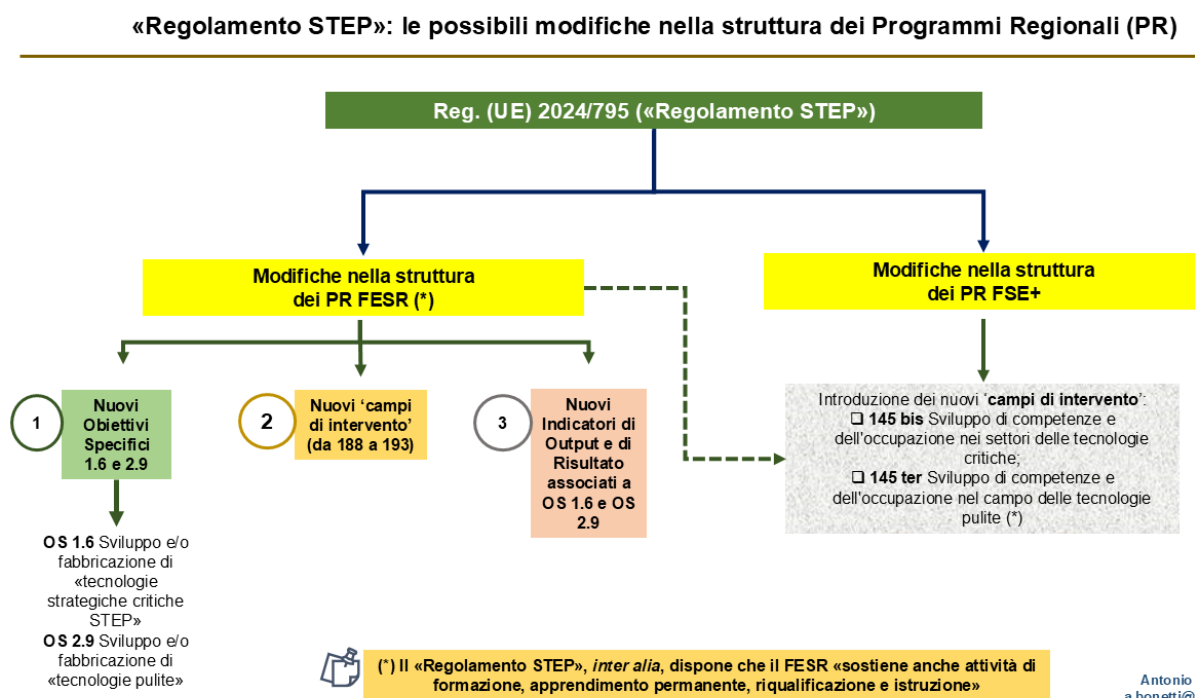 «Regolamento STEP»: le possibili modifiche nella struttura dei Programmi Regionali (PR)
Reg. (UE) 2024/795 («Regolamento STEP»)
Modifiche nella struttura
dei PR FESR (*)
Modifiche nella struttura
dei PR FSE+
1
Nuovi
Obiettivi
Specifici
1.6 e 2.9
2
Nuovi ‘campi
di intervento’
(da 188 a 193)
3
Nuovi
Indicatori di
Output e di
Risultato
associati a
OS 1.6 e OS
2.9
Introduzione dei nuovi ‘campi di intervento’:
❑ 145 bis Sviluppo di competenze e
dell'occupazione nei settori delle tecnologie
critiche;
❑ 145 ter Sviluppo di competenze e
dell'occupazione nel campo delle tecnologie
pulite (*)
OS 1.6 Sviluppo e/o
fabbricazione di
«tecnologie
strategiche critiche
STEP»
OS 2.9 Sviluppo e/o
fabbricazione di
«tecnologie pulite»
(*) Il «Regolamento STEP», inter alia, dispone che il FESR «sostiene anche attività di
formazione, apprendimento permanente, riqualificazione e istruzione»
Antonio
a.bonetti@